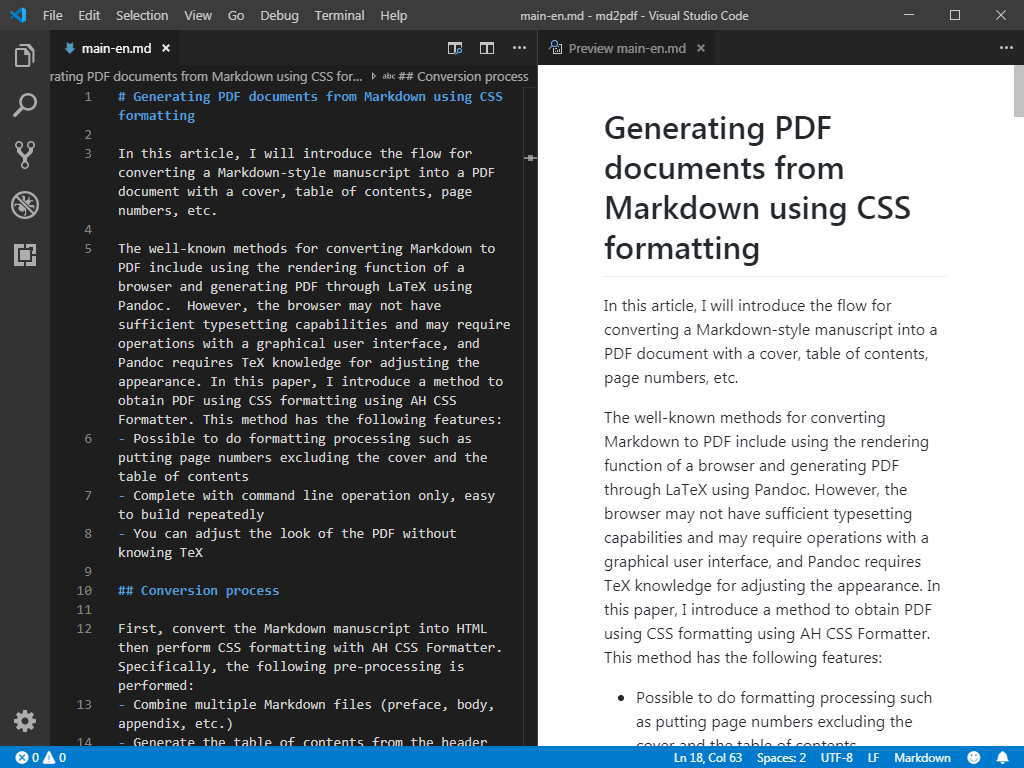 File Edit Selection View Go Debug Terminal Help
main-en.md - md2pdf - Visual Studio Code
main-en.md
rating PDF documents from Markdown using CSS for... abc ## Conversion process
1 # Generating PDF documents from Markdown using CSS
formatting
2
3 In this article, I will introduce the flow for
converting a Markdown-style manuscript into a PDF
document with a cover, table of contents, page
numbers, etc.
4
5 The well-known methods for converting Markdown to
PDF include using the rendering function of a
browser and generating PDF through LaTeX using
Pandoc.  However, the browser may not have
sufficient typesetting capabilities and may require
operations with a graphical user interface, and
Pandoc requires TeX knowledge for adjusting the
appearance. In this paper, I introduce a method to
obtain PDF using CSS formatting using AH CSS
Formatter. This method has the following features:
6 - Possible to do formatting processing such as
putting page numbers excluding the cover and the
table of contents
7 - Complete with command line operation only, easy
to build repeatedly
8 - You can adjust the look of the PDF without
knowing TeX
9
10 ## Conversion process
11
12 First, convert the Markdown manuscript into HTML
then perform CSS formatting with AH CSS Formatter.
Specifically, the following pre-processing is
performed:
13 - Combine multiple Markdown files (preface, body,
appendix, etc.)
14 - Generate the table of contents from the header
Preview main-en.md
Generating PDF
documents from
Markdown using CSS
formatting
In this article, I will introduce the flow for
converting a Markdown-style manuscript into a
PDF document with a cover, table of contents,
page numbers, etc.
The well-known methods for converting
Markdown to PDF include using the rendering
function of a browser and generating PDF
through LaTeX using Pandoc. However, the
browser may not have sufficient typesetting
capabilities and may require operations with a
graphical user interface, and Pandoc requires
TeX knowledge for adjusting the appearance. In
this paper, I introduce a method to obtain PDF
using CSS formatting using AH CSS Formatter.
This method has the following features:
• Possible to do formatting processing such
as putting page numbers excluding the
cover and the table of contents
0 0
Ln 18, Col 63 Spaces: 2 UTF-8 LF Markdown